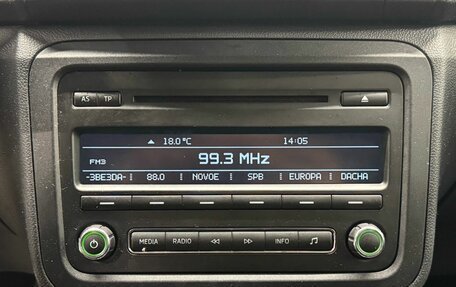 AS TP
18.0°C 14:05
FM3 99.3 MHz
-3BE3DA- 88.0 NOVOE SPB EUROPA DACHA
MEDIA RADIO INFO